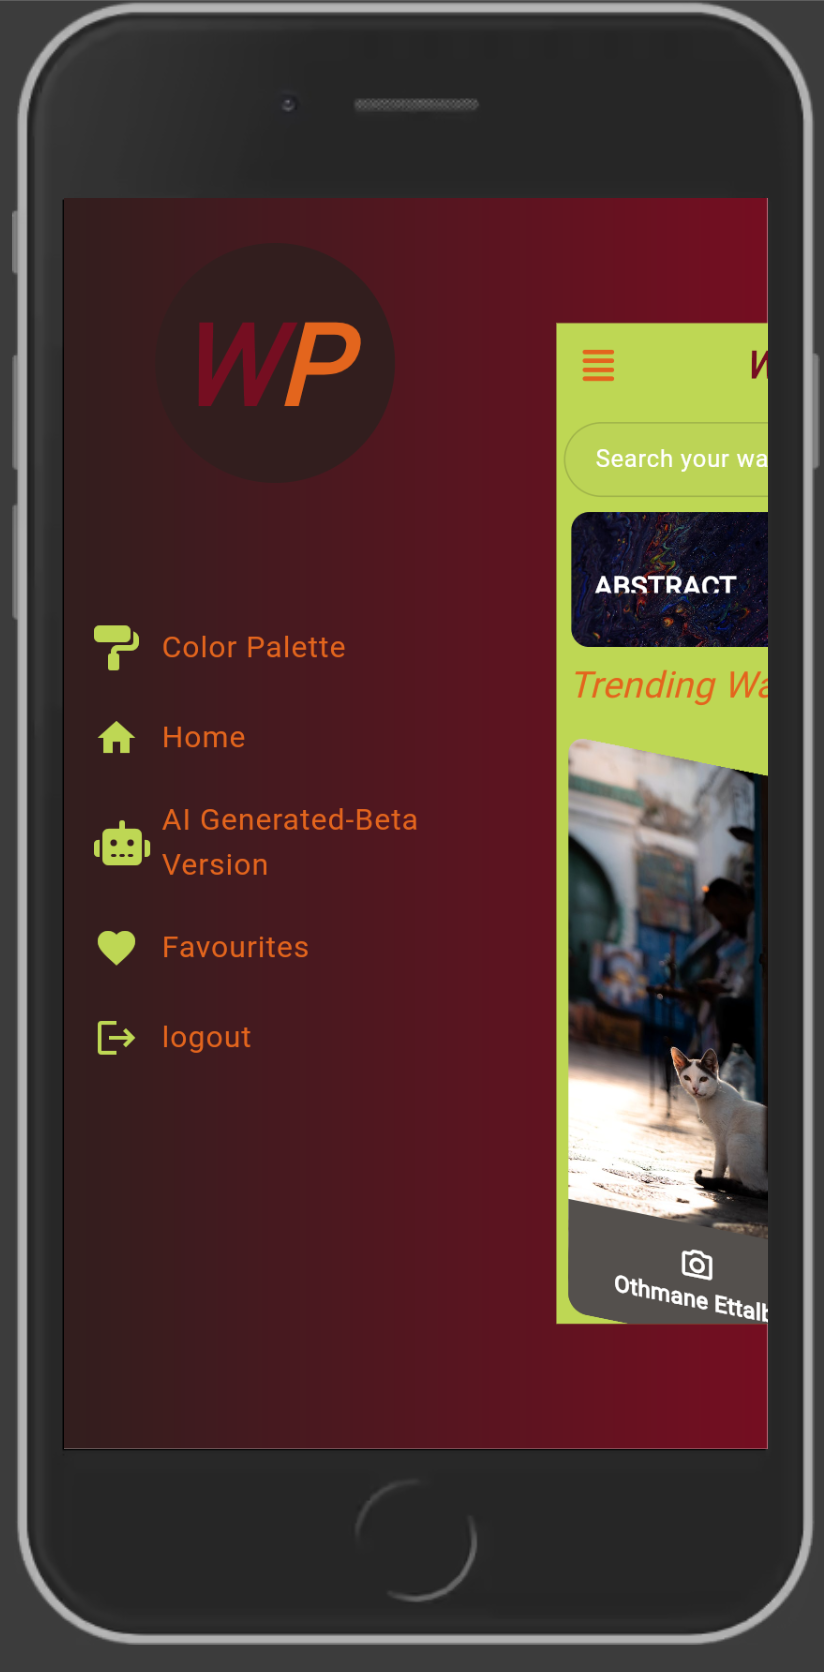 WP
Color Palette
Home
AI Generated-Beta
Version
Favourites
logout
Search your wa
ABSTRACT
Trending Wa
Othmane Ettalb